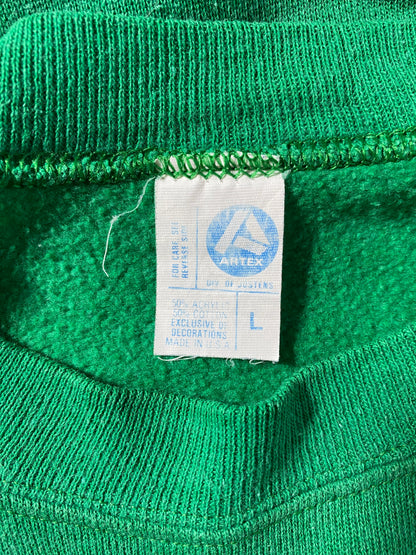 FOR CARE SEE
REVERSE SIDE
ARTEX
DIV. OF JOSTENS
50% ACRYLIC
50% COTTON
EXCLUSIVE OF
DECORATIONS
MADE IN U.S.A.
L